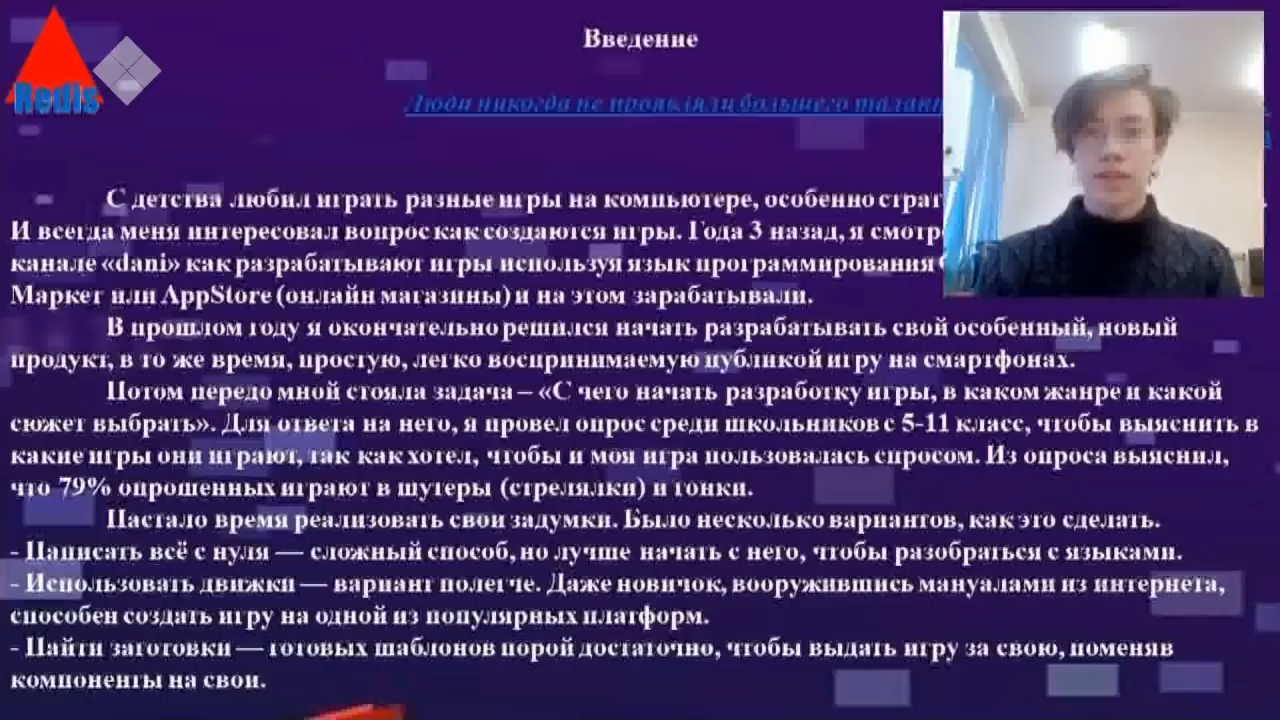 Введение
Redis
Люди никогда не проявляли большего
С детства любил играть разные игры на компьютере, особенно
И всегда меня интересовал вопрос как создаются игры. Года 3 назад, я
канале «dani» как разрабатывают игры используя язык программирования
Маркет или AppStore (онлайн магазины) и на этом зарабатывали.
В прошлом году я окончательно решился начать разрабатывать свой особенный, новый
продукт, в то же время, простую, легко воспринимаемую публикой игру на смартфонах.
Потом передо мной стояла задача – «С чего начать разработку игры, в каком жанре и какой
сюжет выбрать». Для ответа на него, я провел опрос среди школьников с 5-11 класс, чтобы выяснить в
какие игры они играют, так как хотел, чтобы и моя игра пользовалась спросом. Из опроса выяснил,
что 79% опрошенных играют в шутеры (стрелялки) и гонки.
Настало время реализовать свои задумки. Было несколько вариантов, как это сделать.
- Написать всё с нуля — сложный способ, но лучше начать с него, чтобы разобраться с языками.
- Использовать движки — вариант полегче. Даже новичок, вооружившись мануалами из интернета,
способен создать игру на одной из популярных платформ.
- Найти заготовки — готовых шаблонов порой достаточно, чтобы выдать игру за свою, поменяв
компоненты на свои.